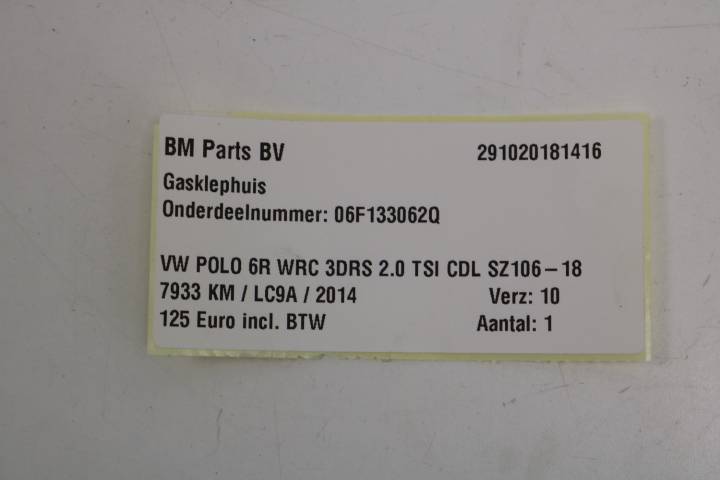 BM Parts BV 291020181416
Gasklephuis
Onderdeelnummer: 06F133062Q
VW POLO 6R WRC 3DRS 2.0 TSI CDL SZ106-18
7933 KM / LC9A / 2014 Verz: 10
125 Euro incl. BTW Aantal: 1